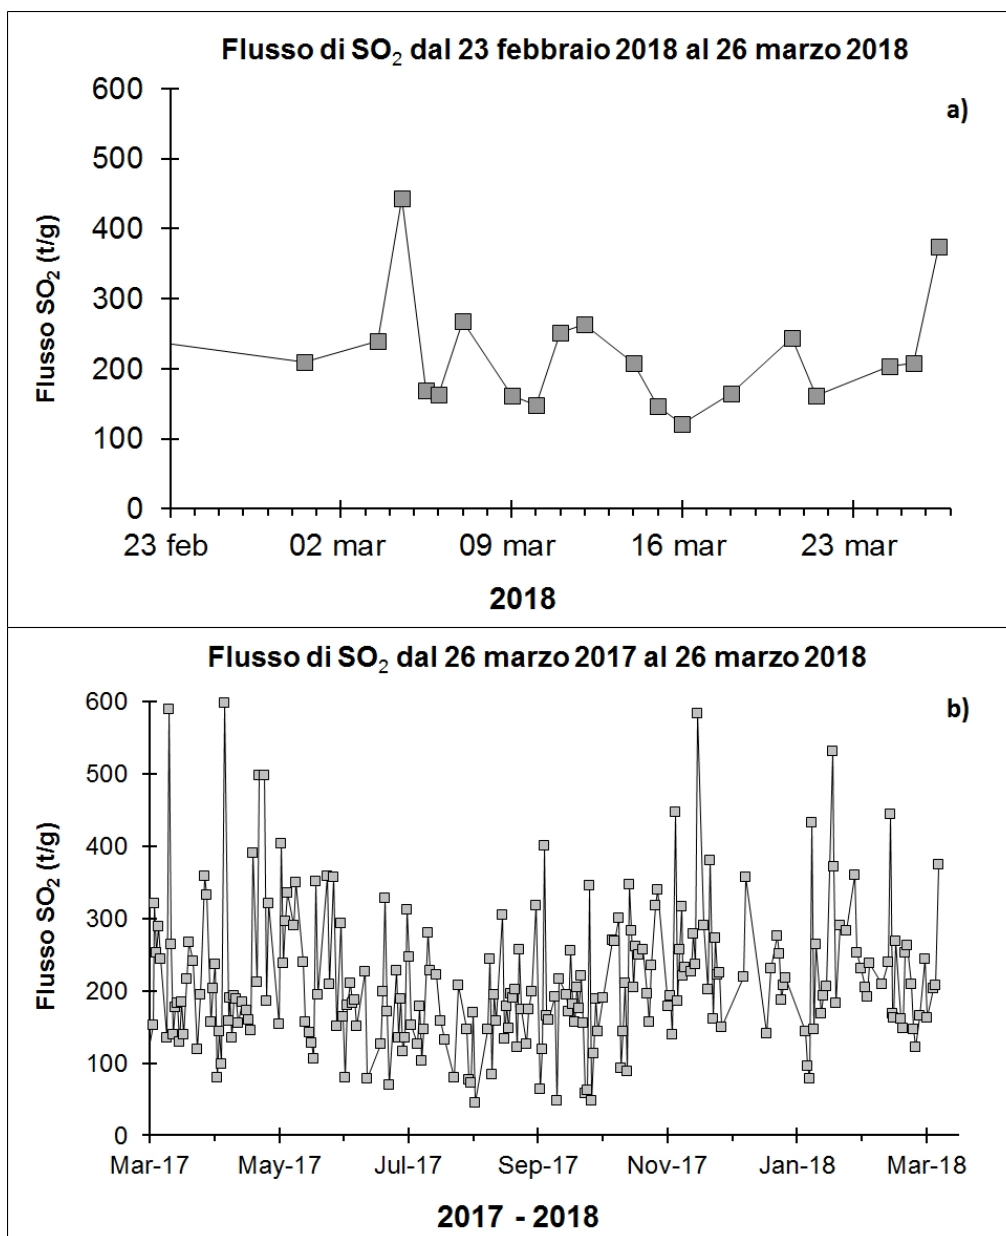 Flusso di SO₂ dal 23 febbraio 2018 al 26 marzo 2018
a)
Flusso SO₂ (t/g)
600
500
400
300
200
100
0
23 feb 02 mar 09 mar 16 mar 23 mar
2018
Flusso di SO₂ dal 26 marzo 2017 al 26 marzo 2018
b)
Flusso SO₂ (t/g)
600
500
400
300
200
100
0
Mar-17 May-17 Jul-17 Sep-17 Nov-17 Jan-18 Mar-18
2017 - 2018